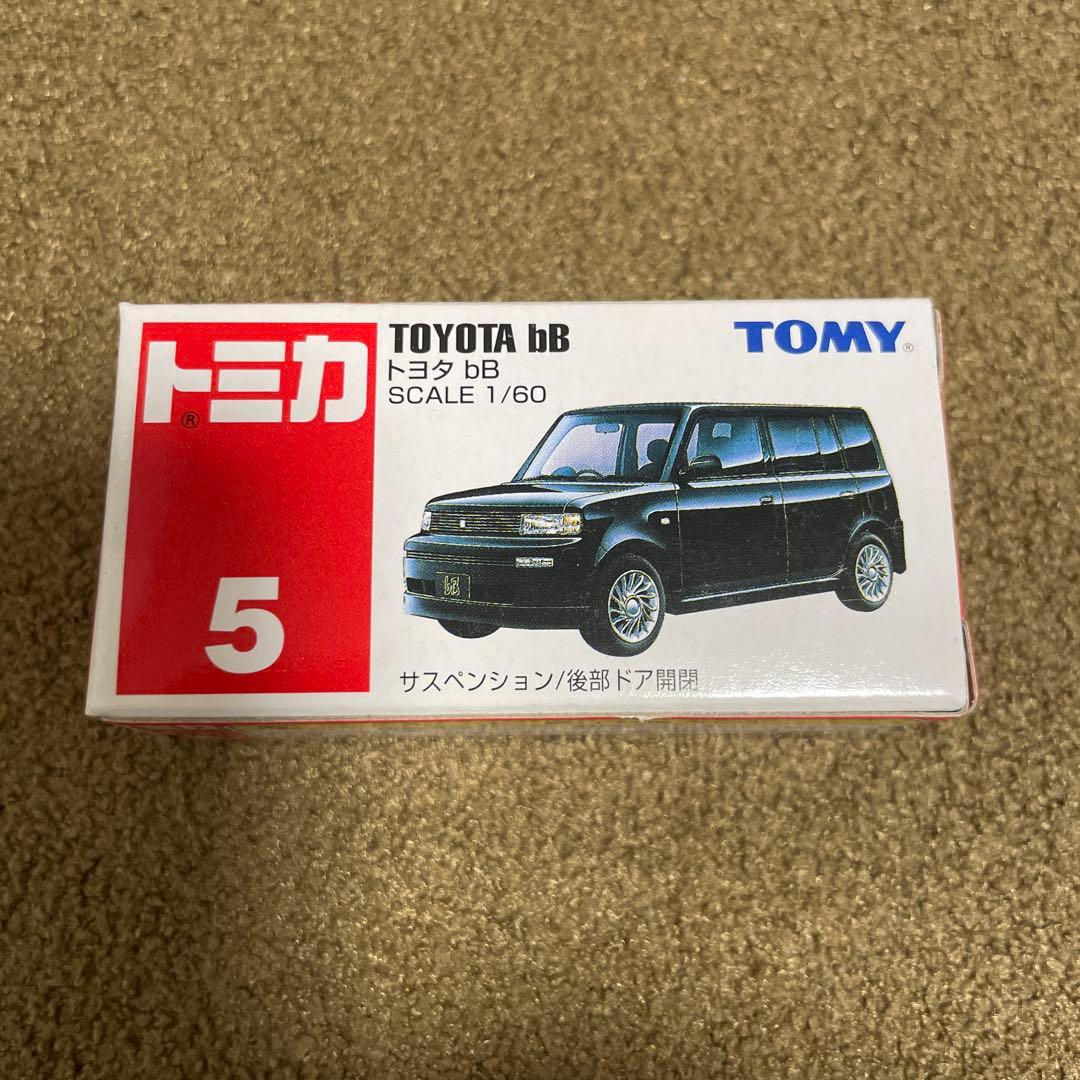 トミカ®
TOYOTA bB
トヨタ bB
SCALE 1/60
TOMY®
bB
5
サスペンション/後部ドア開閉